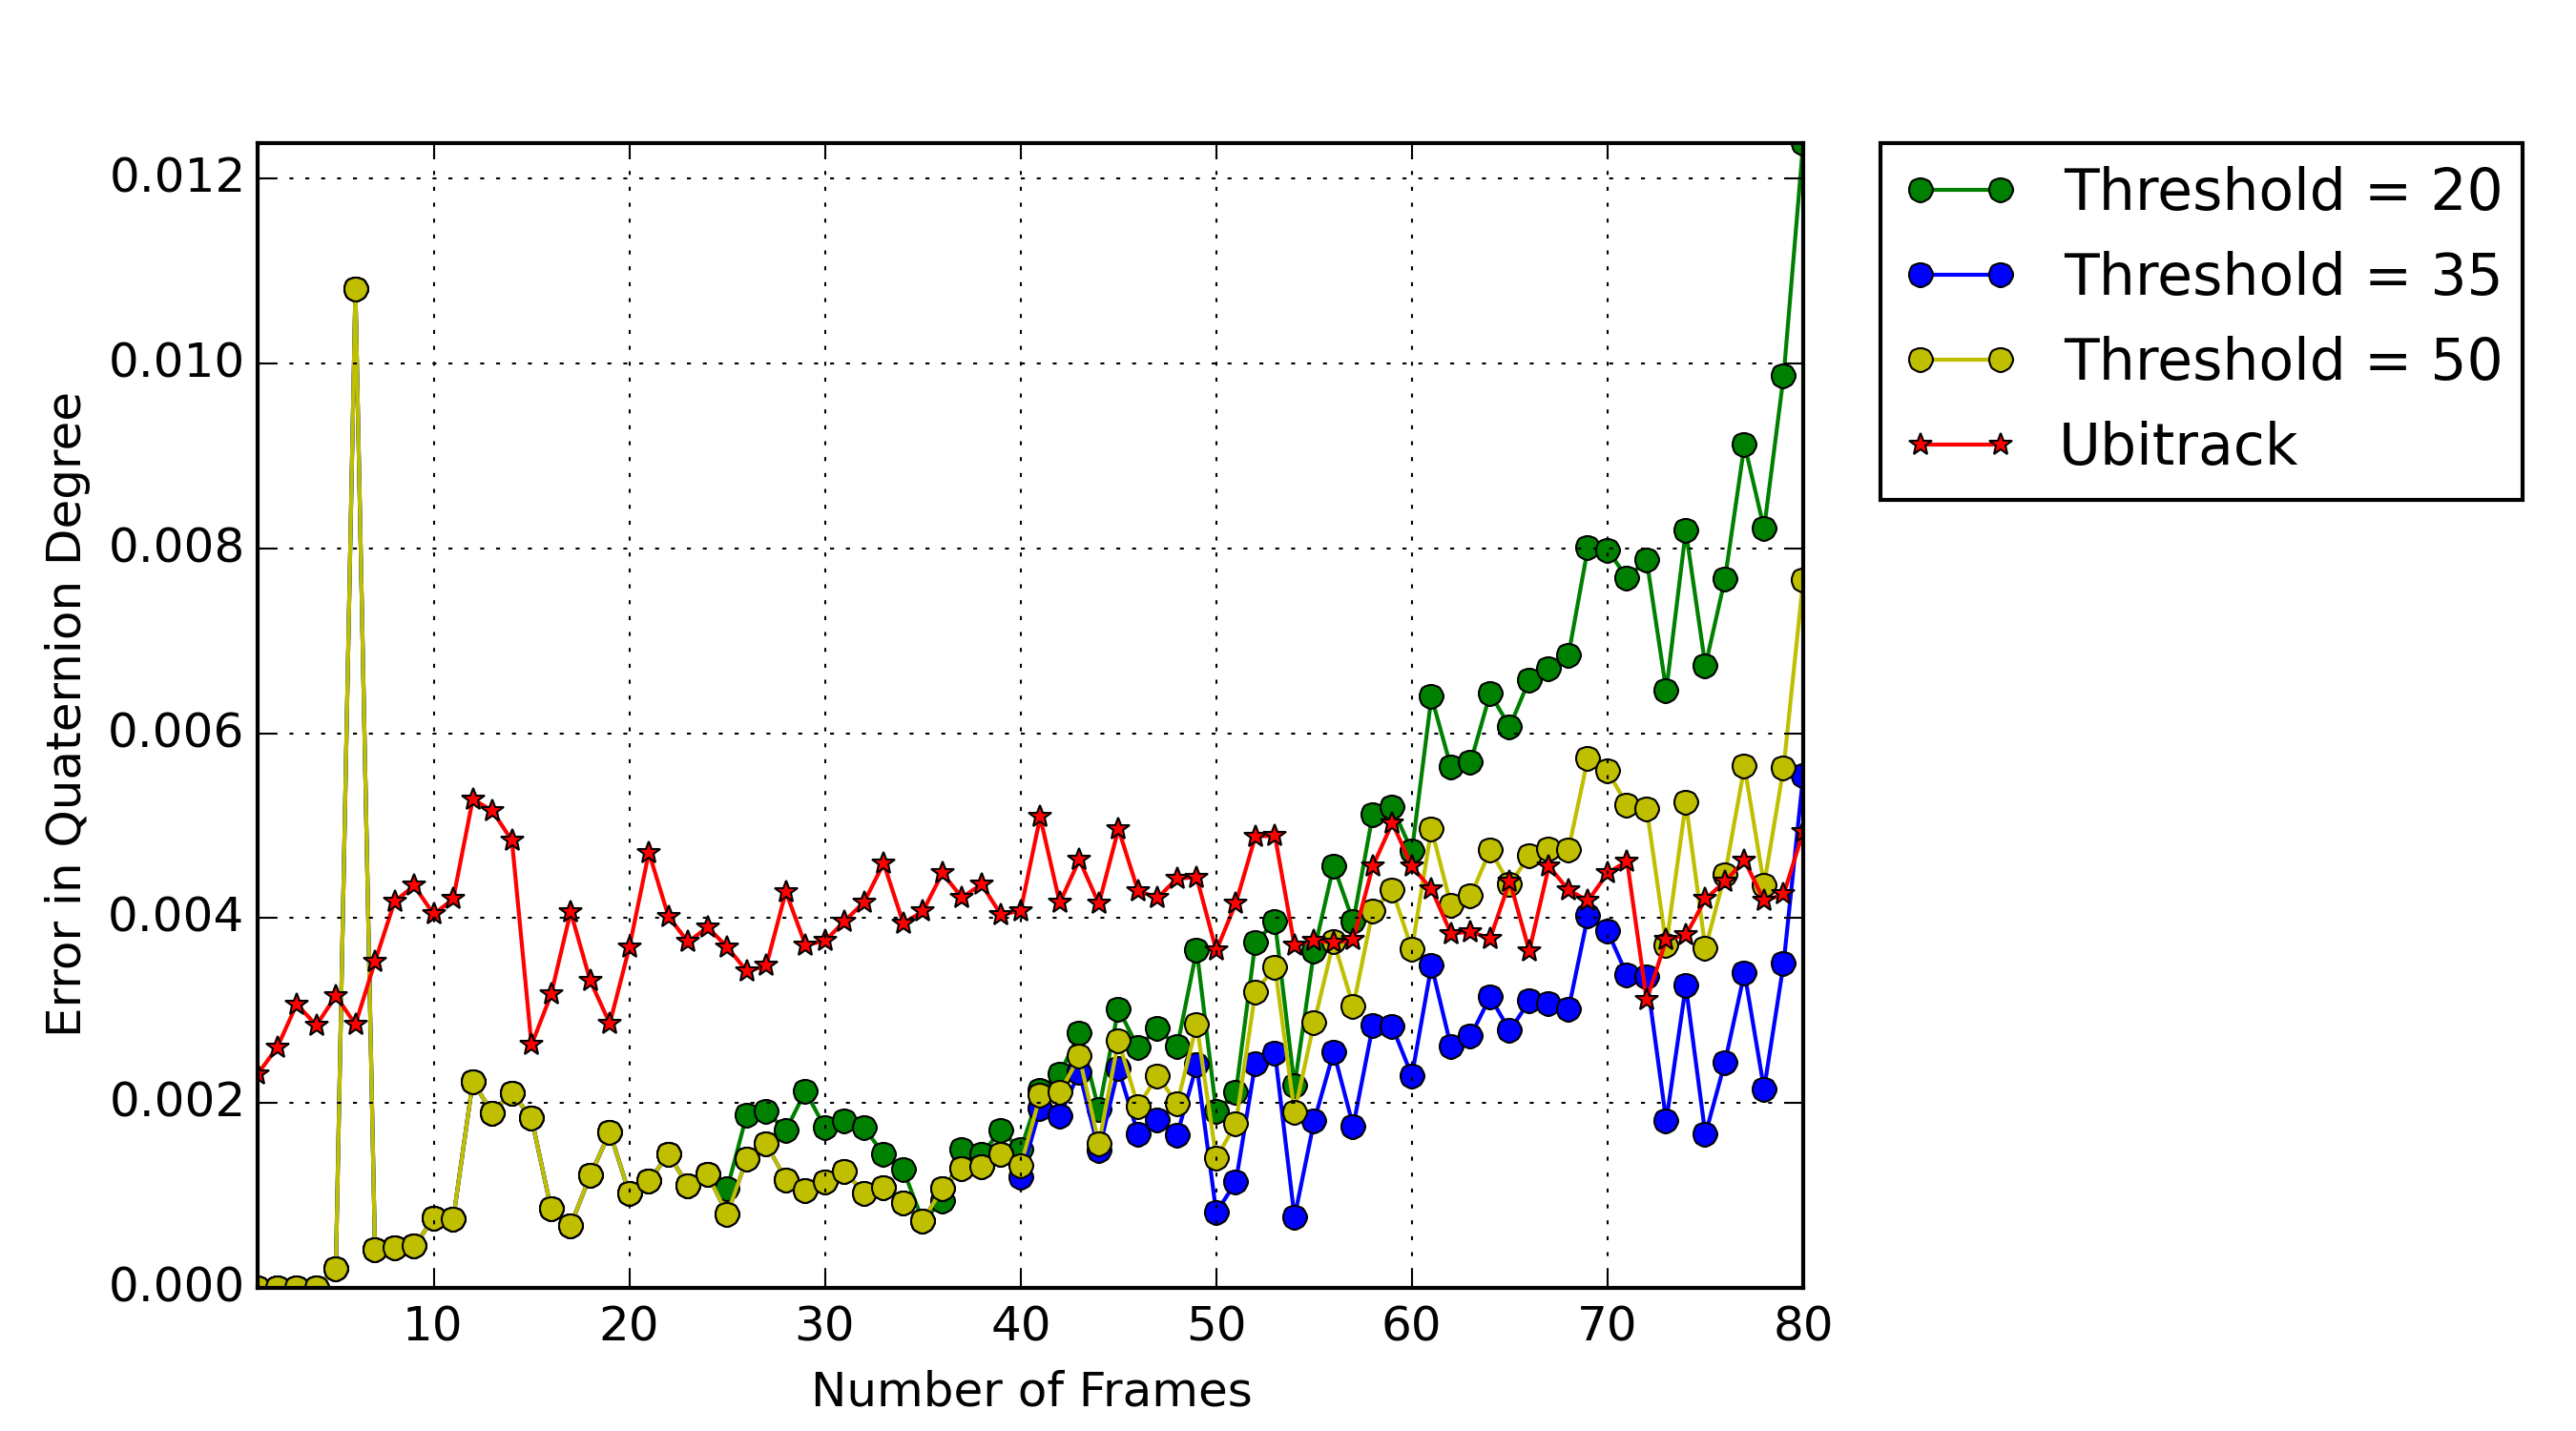 Threshold = 20
Threshold = 35
Threshold = 50
Ubitrack
Error in Quaternion Degree
0.012
0.010
0.008
0.006
0.004
0.002
0.000
10 20 30 40 50 60 70 80
Number of Frames